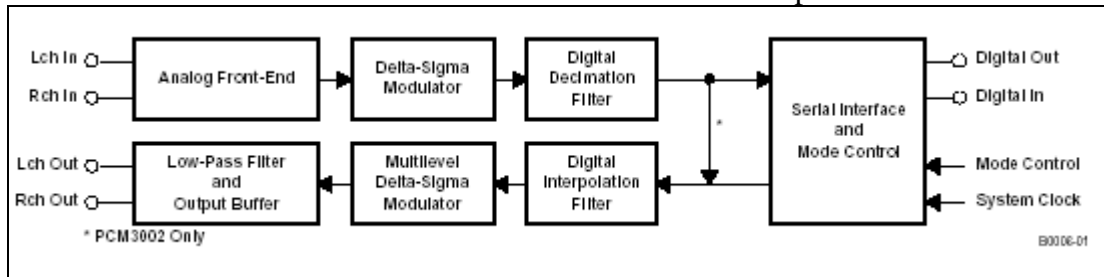 Lch In
Rch In
Analog Front-End
Delta-Sigma
Modulator
Digital
Decimation
Filter
*
Serial Interface
and
Mode Control
Digital Out
Digital In
Mode Control
System Clock
Lch Out
Rch Out
Low-Pass Filter
and
Output Buffer
Multilevel
Delta-Sigma
Modulator
Digital
Interpolation
Filter
* PCM3002 Only
B0006-01